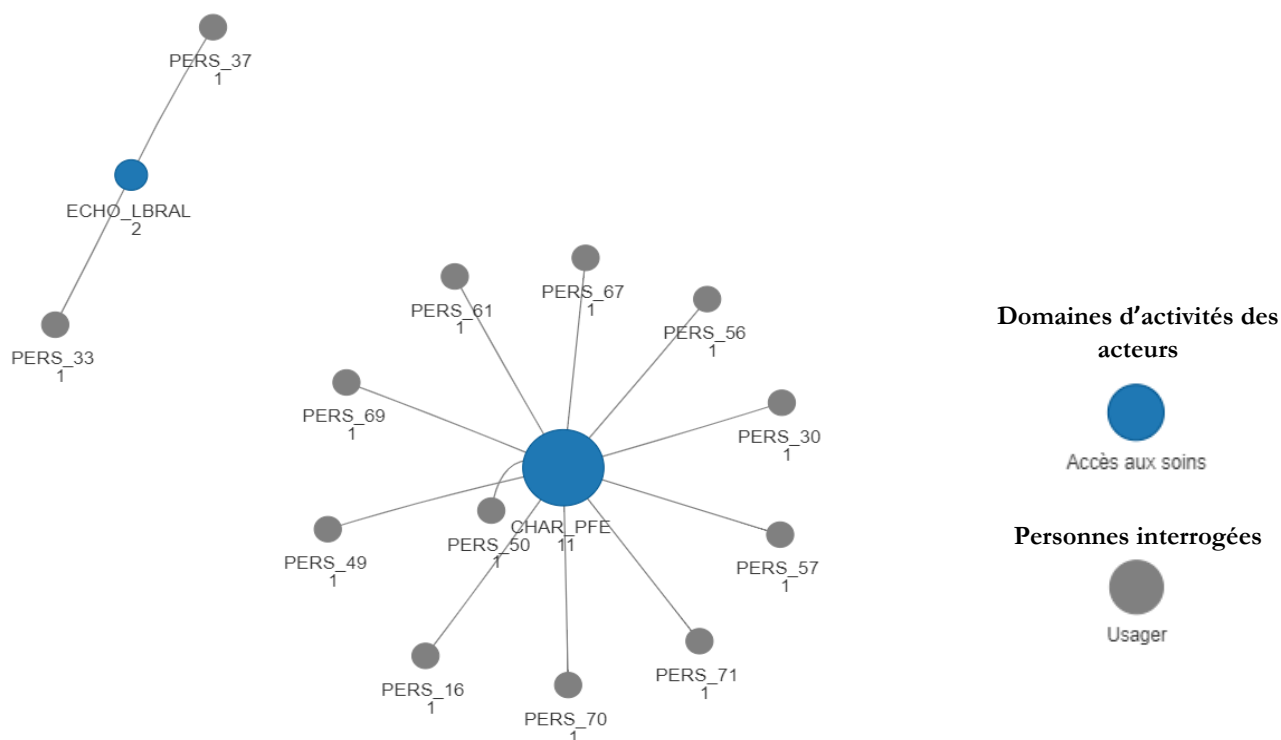 PERS_37
1
ECHO_LBRAL
2
PERS_33
1
PERS_61
1
PERS_67
1
PERS_56
1
PERS_69
1
PERS_30
1
PERS_49
1
PERS_50
1
CHAR_PFE
11
PERS_57
1
PERS_16
1
PERS_70
1
PERS_71
1
Domaines d'activités des
acteurs
Accès aux soins
Personnes interrogées
Usager